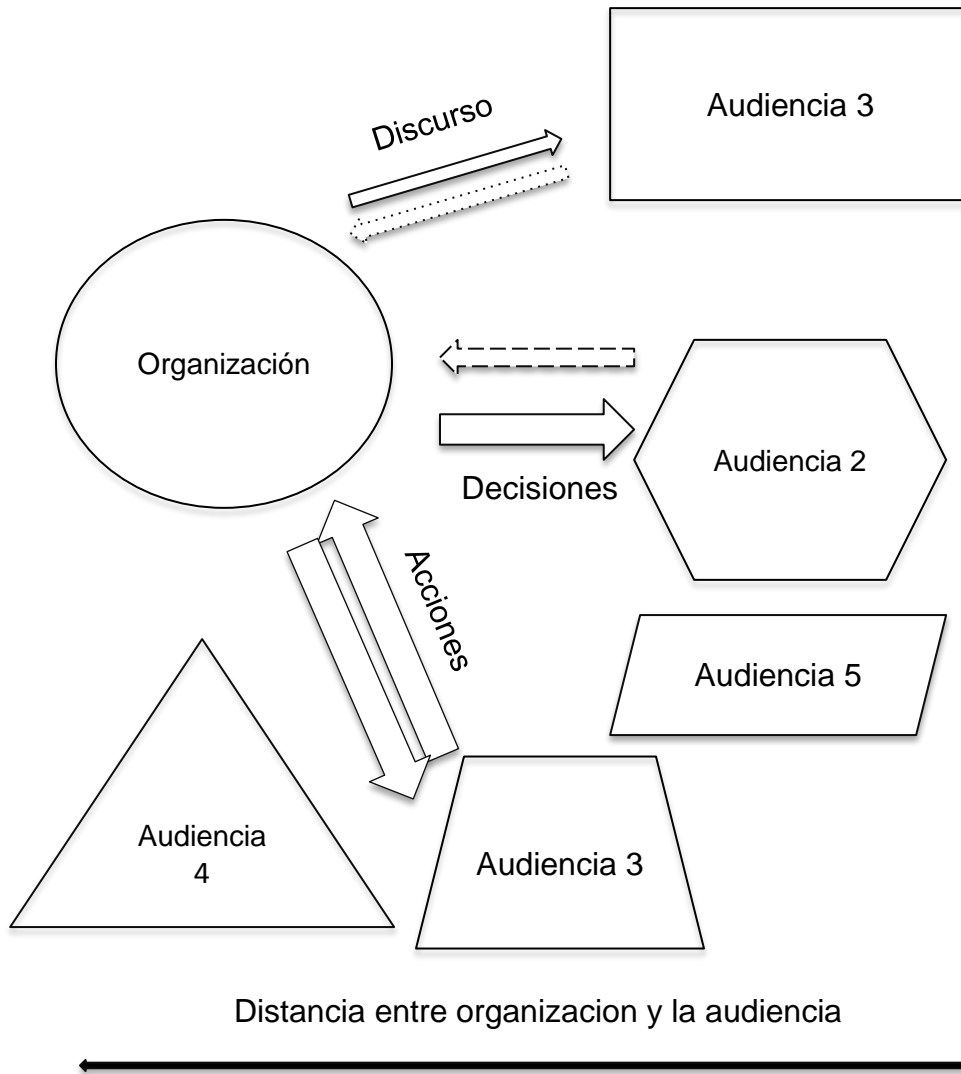 Audiencia 3
Discurso
Organización
Audiencia 2
Decisiones
Acciones
Audiencia 5
Audiencia
4
Audiencia 3
Distancia entre organizacion y la audiencia